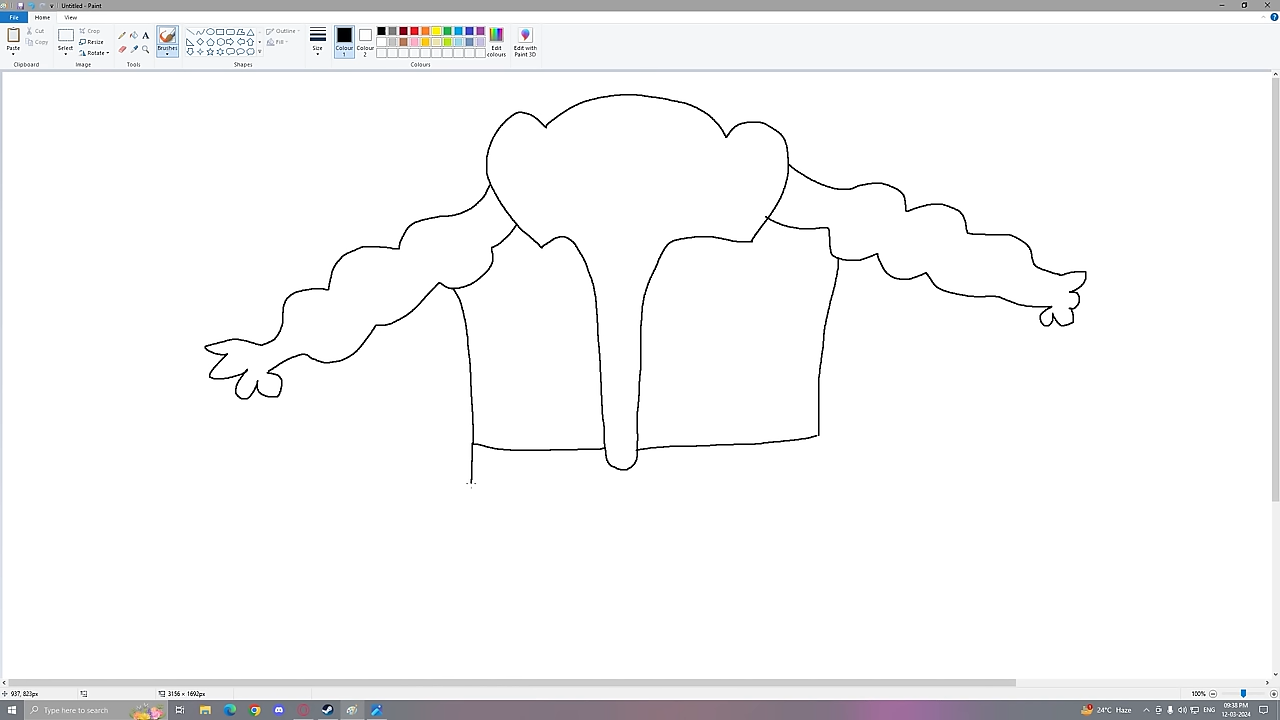 Untitled - Paint
File Home View
Paste
Cut
Copy
Clipboard
Select
Crop
Resize
Rotate
Image
A
Tools
Brushes
Outline
Fill
Shapes
Size
Colour 1
Colour 2
Edit colours
Colours
Edit with Paint 3D
937, 823px
3156 × 1692px
100%
Type here to search
24°C Haze
ENG
09:38 PM
12-03-2024